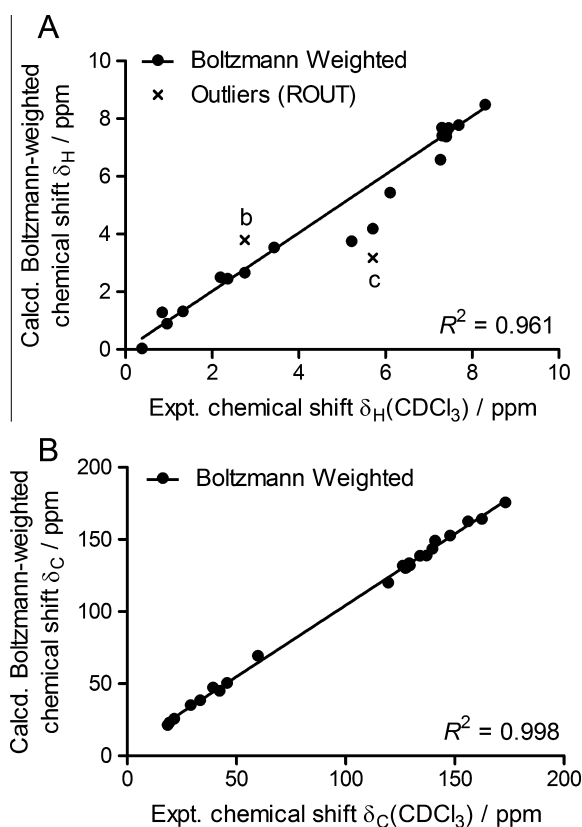 A
Calcd. Boltzmann-weighted
chemical shift δH / ppm
10
8
6
4
2
0
Boltzmann Weighted
Outliers (ROUT)
b
c
R² = 0.961
0 2 4 6 8 10
Expt. chemical shift δH(CDCl₃) / ppm
B
Calcd. Boltzmann-weighted
chemical shift δC / ppm
200
150
100
50
0
Boltzmann Weighted
R² = 0.998
0 50 100 150 200
Expt. chemical shift δC(CDCl₃) / ppm